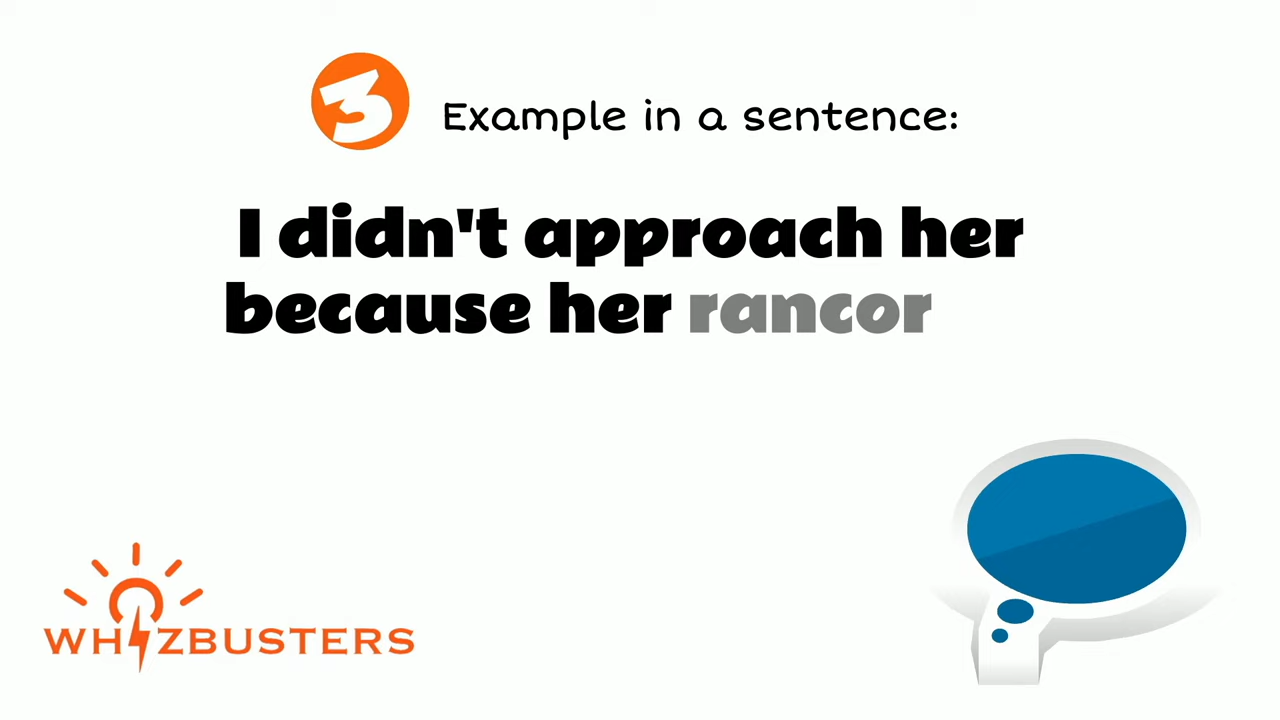 3 Example in a sentence:
I didn't approach her
because her rancor
WHIZBUSTERS